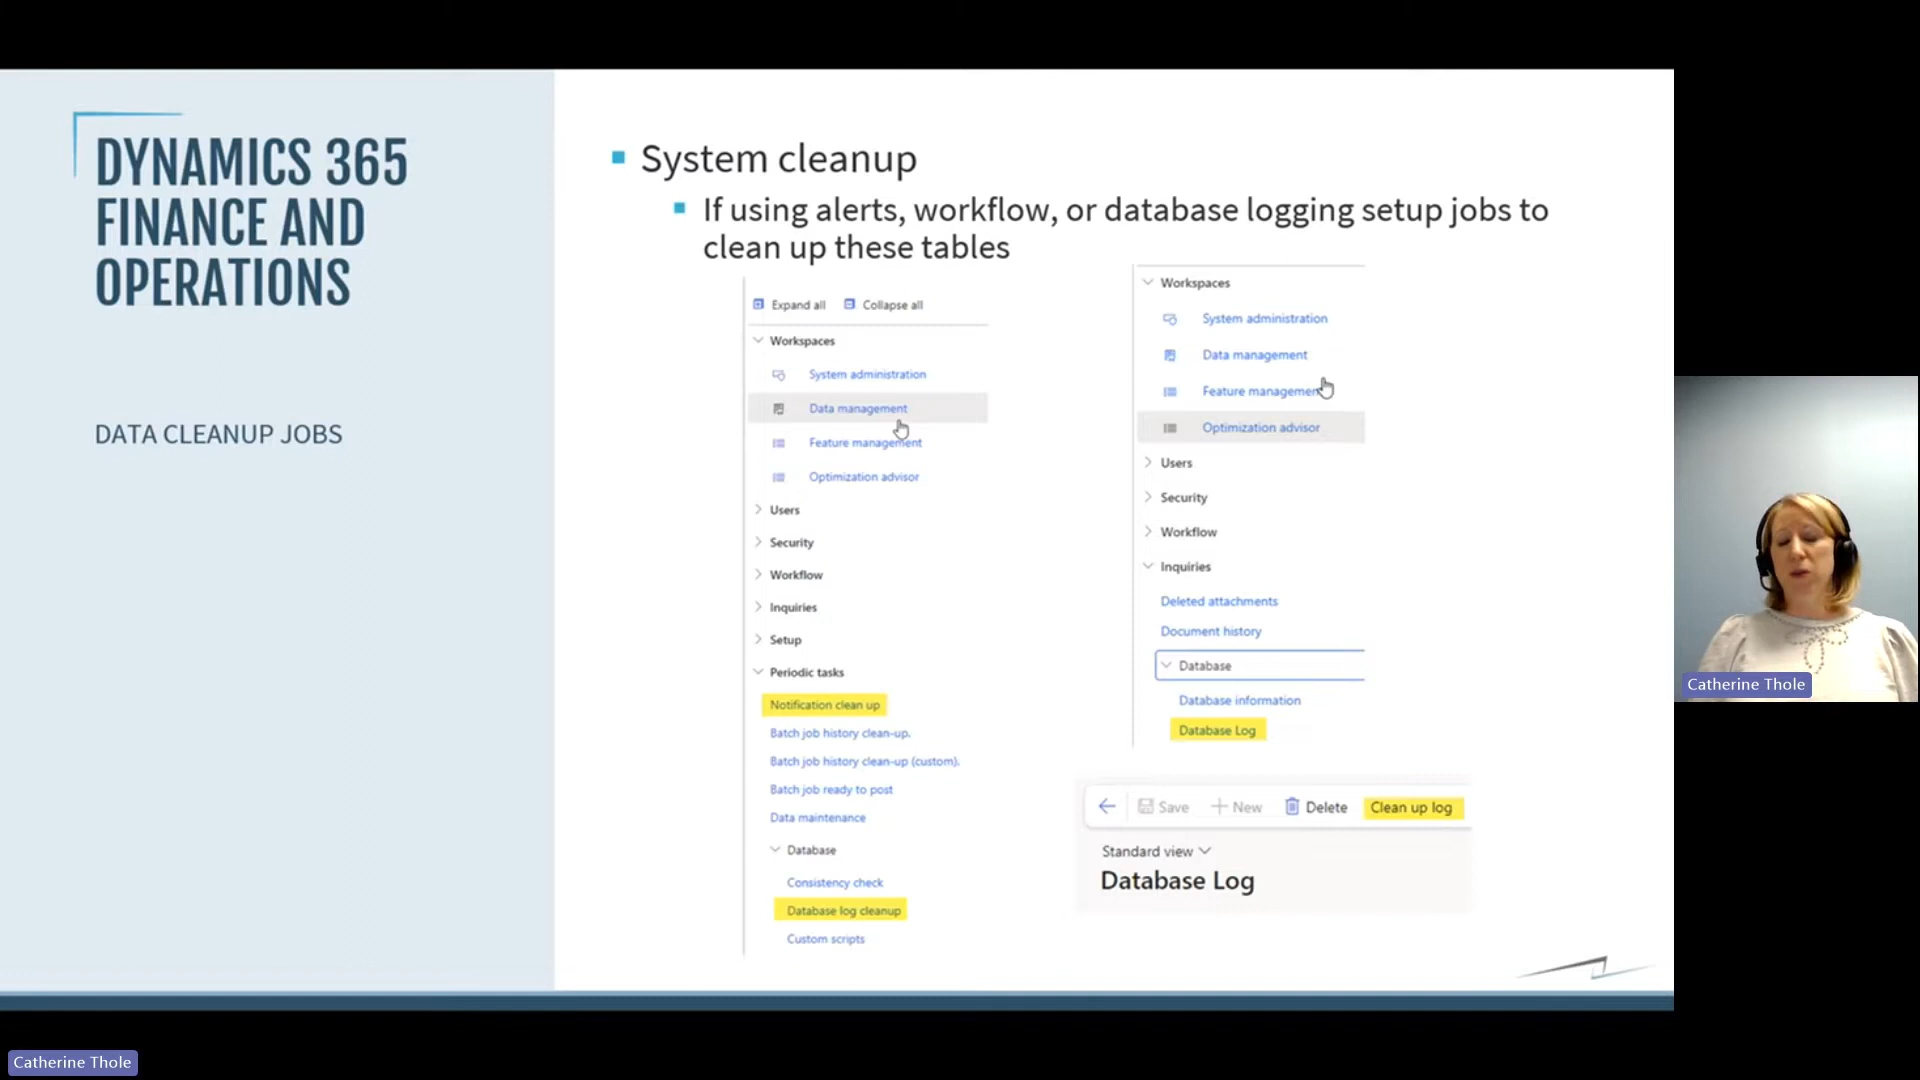 DYNAMICS 365
FINANCE AND
OPERATIONS
DATA CLEANUP JOBS
System cleanup
If using alerts, workflow, or database logging setup jobs to
clean up these tables
Expand all Collapse all
Workspaces
System administration
Data management
Feature management
Optimization advisor
Users
Security
Workflow
Inquiries
Setup
Periodic tasks
Notification clean up
Batch job history clean-up.
Batch job history clean-up (custom).
Batch job ready to post
Data maintenance
Database
Consistency check
Database log cleanup
Custom scripts
Workspaces
System administration
Data management
Feature management
Optimization advisor
Users
Security
Workflow
Inquiries
Deleted attachments
Document history
Database
Database information
Database Log
Save New Delete Clean up log
Standard view
Database Log
Catherine Thole
Catherine Thole